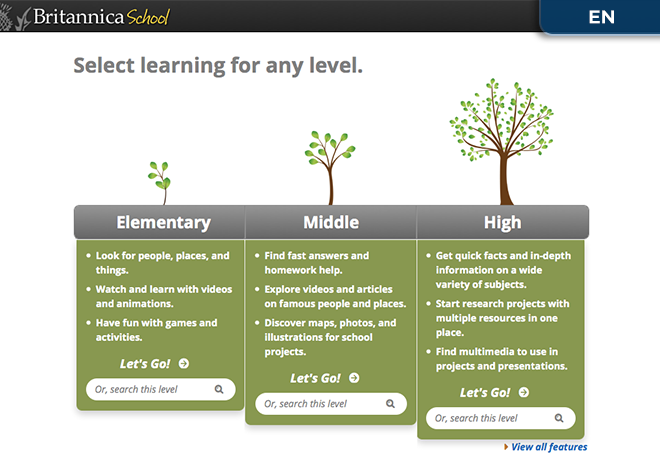 Britannica School
EN
Select learning for any level.
Elementary
Look for people, places, and
things.
Watch and learn with videos
and animations.
Have fun with games and
activities.
Let's Go!
Or, search this level
Middle
Find fast answers and
homework help.
Explore videos and articles
on famous people and places.
Discover maps, photos, and
illustrations for school
projects.
Let's Go!
Or, search this level
High
Get quick facts and in-depth
information on a wide
variety of subjects.
Start research projects with
multiple resources in one
place.
Find multimedia to use in
projects and presentations.
Let's Go!
Or, search this level
View all features